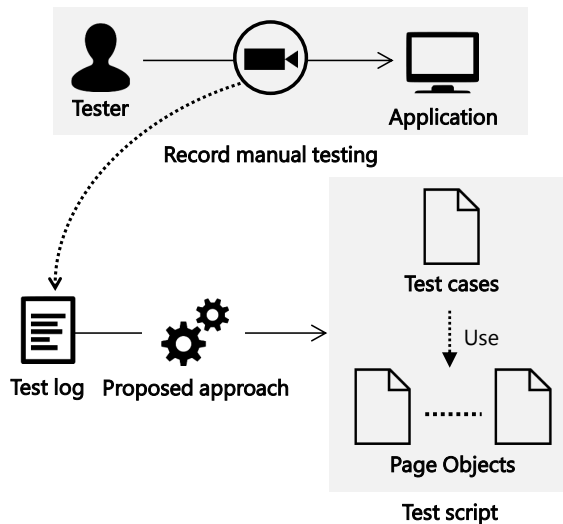 Tester
Application
Record manual testing
Test cases
Use
Test log
Proposed approach
Page Objects
Test script